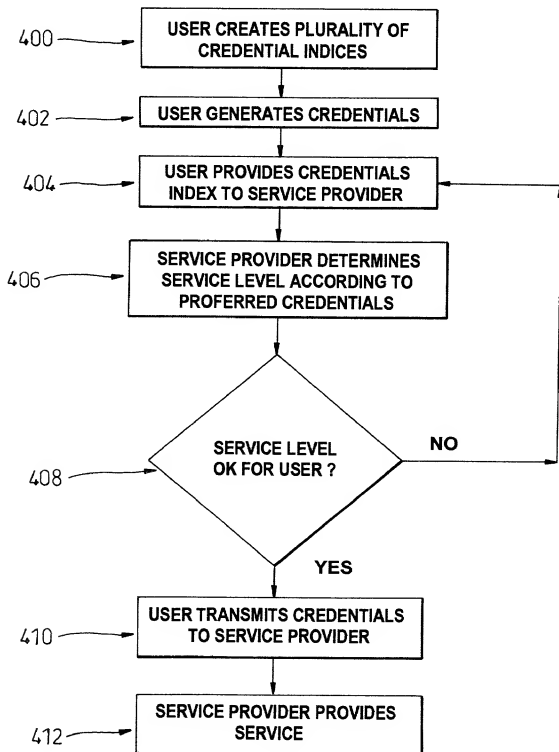 400
USER CREATES PLURALITY OF
CREDENTIAL INDICES
402
USER GENERATES CREDENTIALS
404
USER PROVIDES CREDENTIALS
INDEX TO SERVICE PROVIDER
406
SERVICE PROVIDER DETERMINES
SERVICE LEVEL ACCORDING TO
PROFERRED CREDENTIALS
408
SERVICE LEVEL
OK FOR USER ?
NO
YES
410
USER TRANSMITS CREDENTIALS
TO SERVICE PROVIDER
412
SERVICE PROVIDER PROVIDES
SERVICE